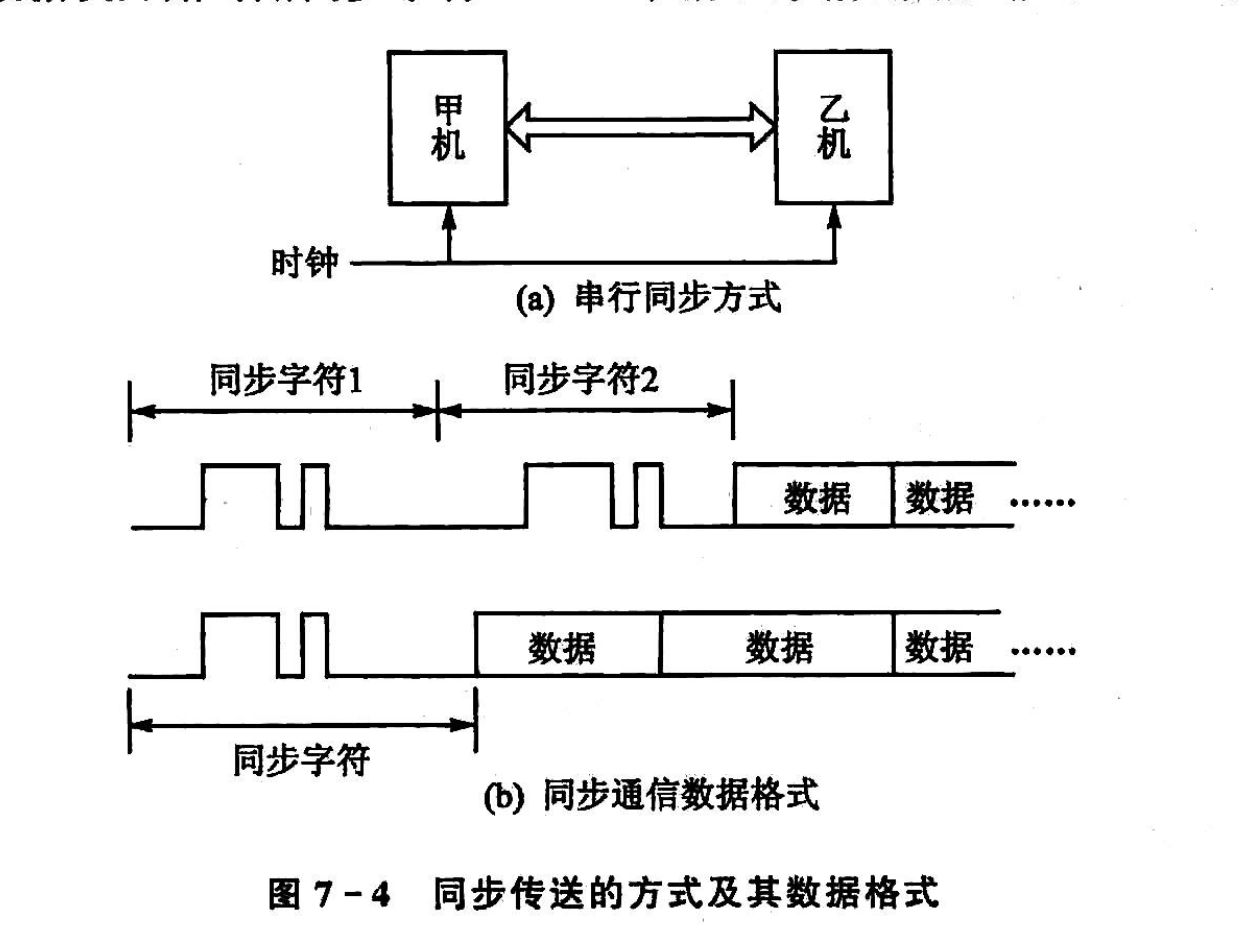 甲机
乙机
时钟
(a) 串行同步方式
同步字符1 同步字符2
数据 数据 ……
数据 数据 数据 ……
同步字符
(b) 同步通信数据格式
图 7-4 同步传送的方式及其数据格式